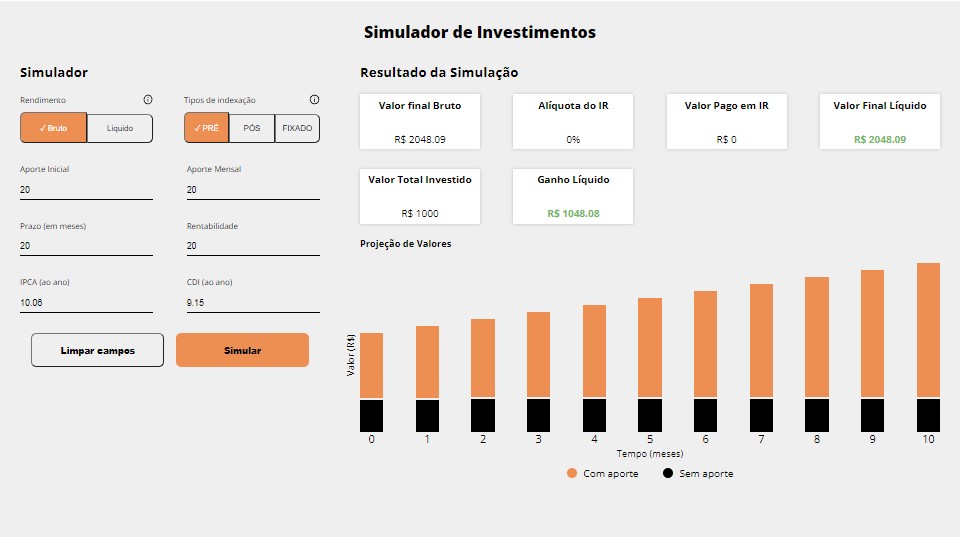 Simulador de Investimentos
Simulador
Rendimento
Tipos de indexação
✓ Bruto
Líquido
✓ PRÉ
PÓS
FIXADO
Aporte Inicial
20
Aporte Mensal
20
Prazo (em meses)
20
Rentabilidade
20
IPCA (ao ano)
10.06
CDI (ao ano)
9.15
Limpar campos
Simular
Resultado da Simulação
Valor final Bruto
R$ 2048.09
Alíquota do IR
0%
Valor Pago em IR
R$ 0
Valor Final Líquido
R$ 2048.09
Valor Total Investido
R$ 1000
Ganho Líquido
R$ 1048.08
Projeção de Valores
Valor (R$)
0 1 2 3 4 5 6 7 8 9 10
Tempo (meses)
Com aporte
Sem aporte